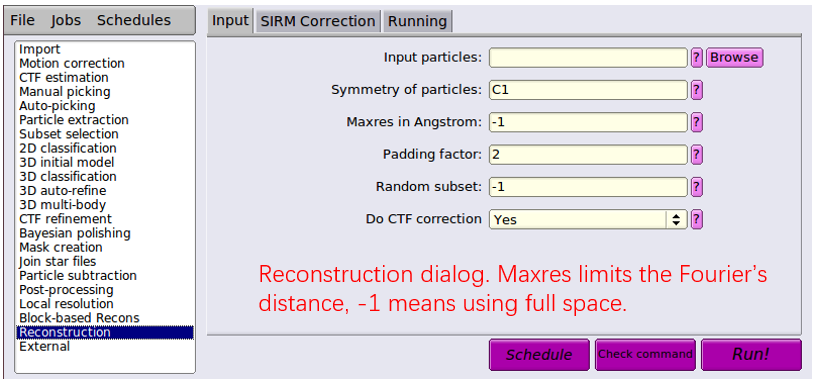 File Jobs Schedules
Input SIRM Correction Running
Import
Motion correction
CTF estimation
Manual picking
Auto-picking
Particle extraction
Subset selection
2D classification
3D initial model
3D classification
3D auto-refine
3D multi-body
CTF refinement
Bayesian polishing
Mask creation
Join star files
Particle subtraction
Post-processing
Local resolution
Block-based Recons
Reconstruction
External
Input particles: ? Browse
Symmetry of particles: C1 ?
Maxres in Angstrom: -1 ?
Padding factor: 2 ?
Random subset: -1 ?
Do CTF correction Yes ?
Reconstruction dialog. Maxres limits the Fourier’s
distance, -1 means using full space.
Schedule Check command Run!